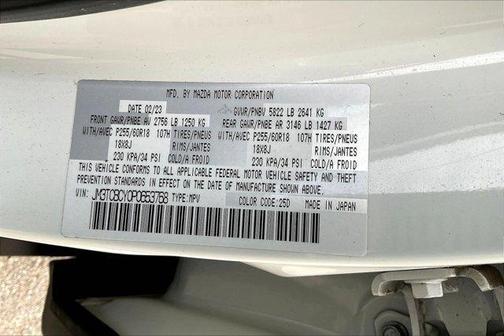 MFD. BY MAZDA MOTOR CORPORATION
DATE 02/23 GVWR/PNBV 5822 LB 2641 KG
FRONT GAWR/PNBE AV 2756 LB 1250 KG REAR GAWR/PNBE AR 3146 LB 1427 KG
WITH/AVEC P255/60R18 107H TIRES/PNEUS WITH/AVEC P255/60R18 107H TIRES/PNEUS
18X8J RIMS/JANTES 18X8J RIMS/JANTES
230 KPA/34 PSI COLD/A FROID 230 KPA/34 PSI COLD/A FROID
THIS VEHICLE CONFORMS TO ALL APPLICABLE FEDERAL MOTOR VEHICLE SAFETY AND
THEFT PREVENTION STANDARDS IN EFFECT ON THE DATE OF MANUFACTURE SHOWN ABOVE.
VIN: JM3TCBCY0P0653768 TYPE: MPV COLOR CODE: 25D MADE IN JAPAN